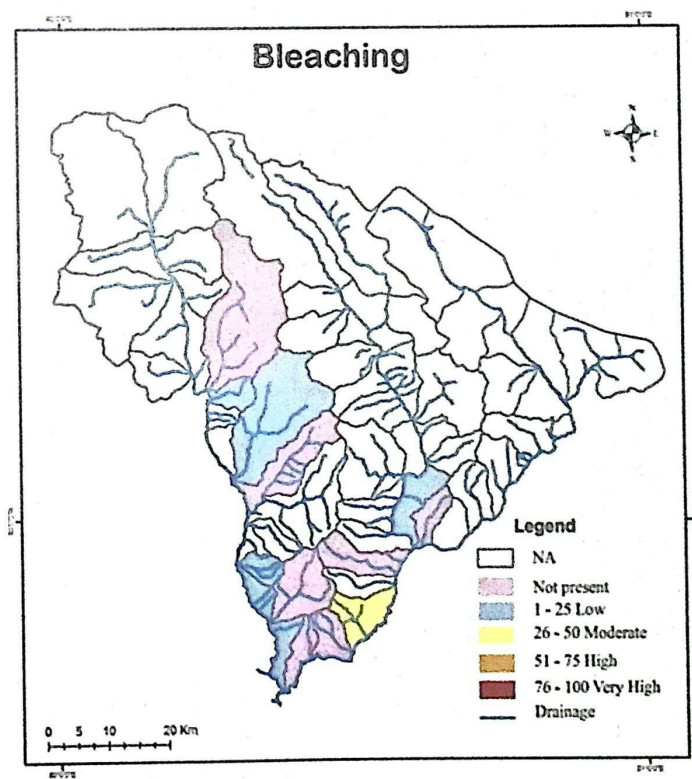 Bleaching
N
W E
N
Legend
NA
Not present
1 - 25 Low
26 - 50 Moderate
51 - 75 High
76 - 100 Very High
Drainage
0 5 10 20 Km